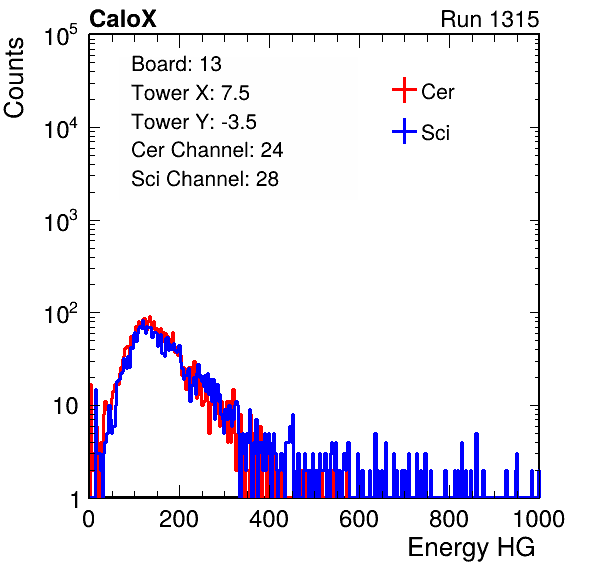 CaloX Run 1315
Counts
10^5
10^4
10^3
10^2
10
1
Board: 13
Tower X: 7.5
Tower Y: -3.5
Cer Channel: 24
Sci Channel: 28
Cer
Sci
0 200 400 600 800 1000
Energy HG